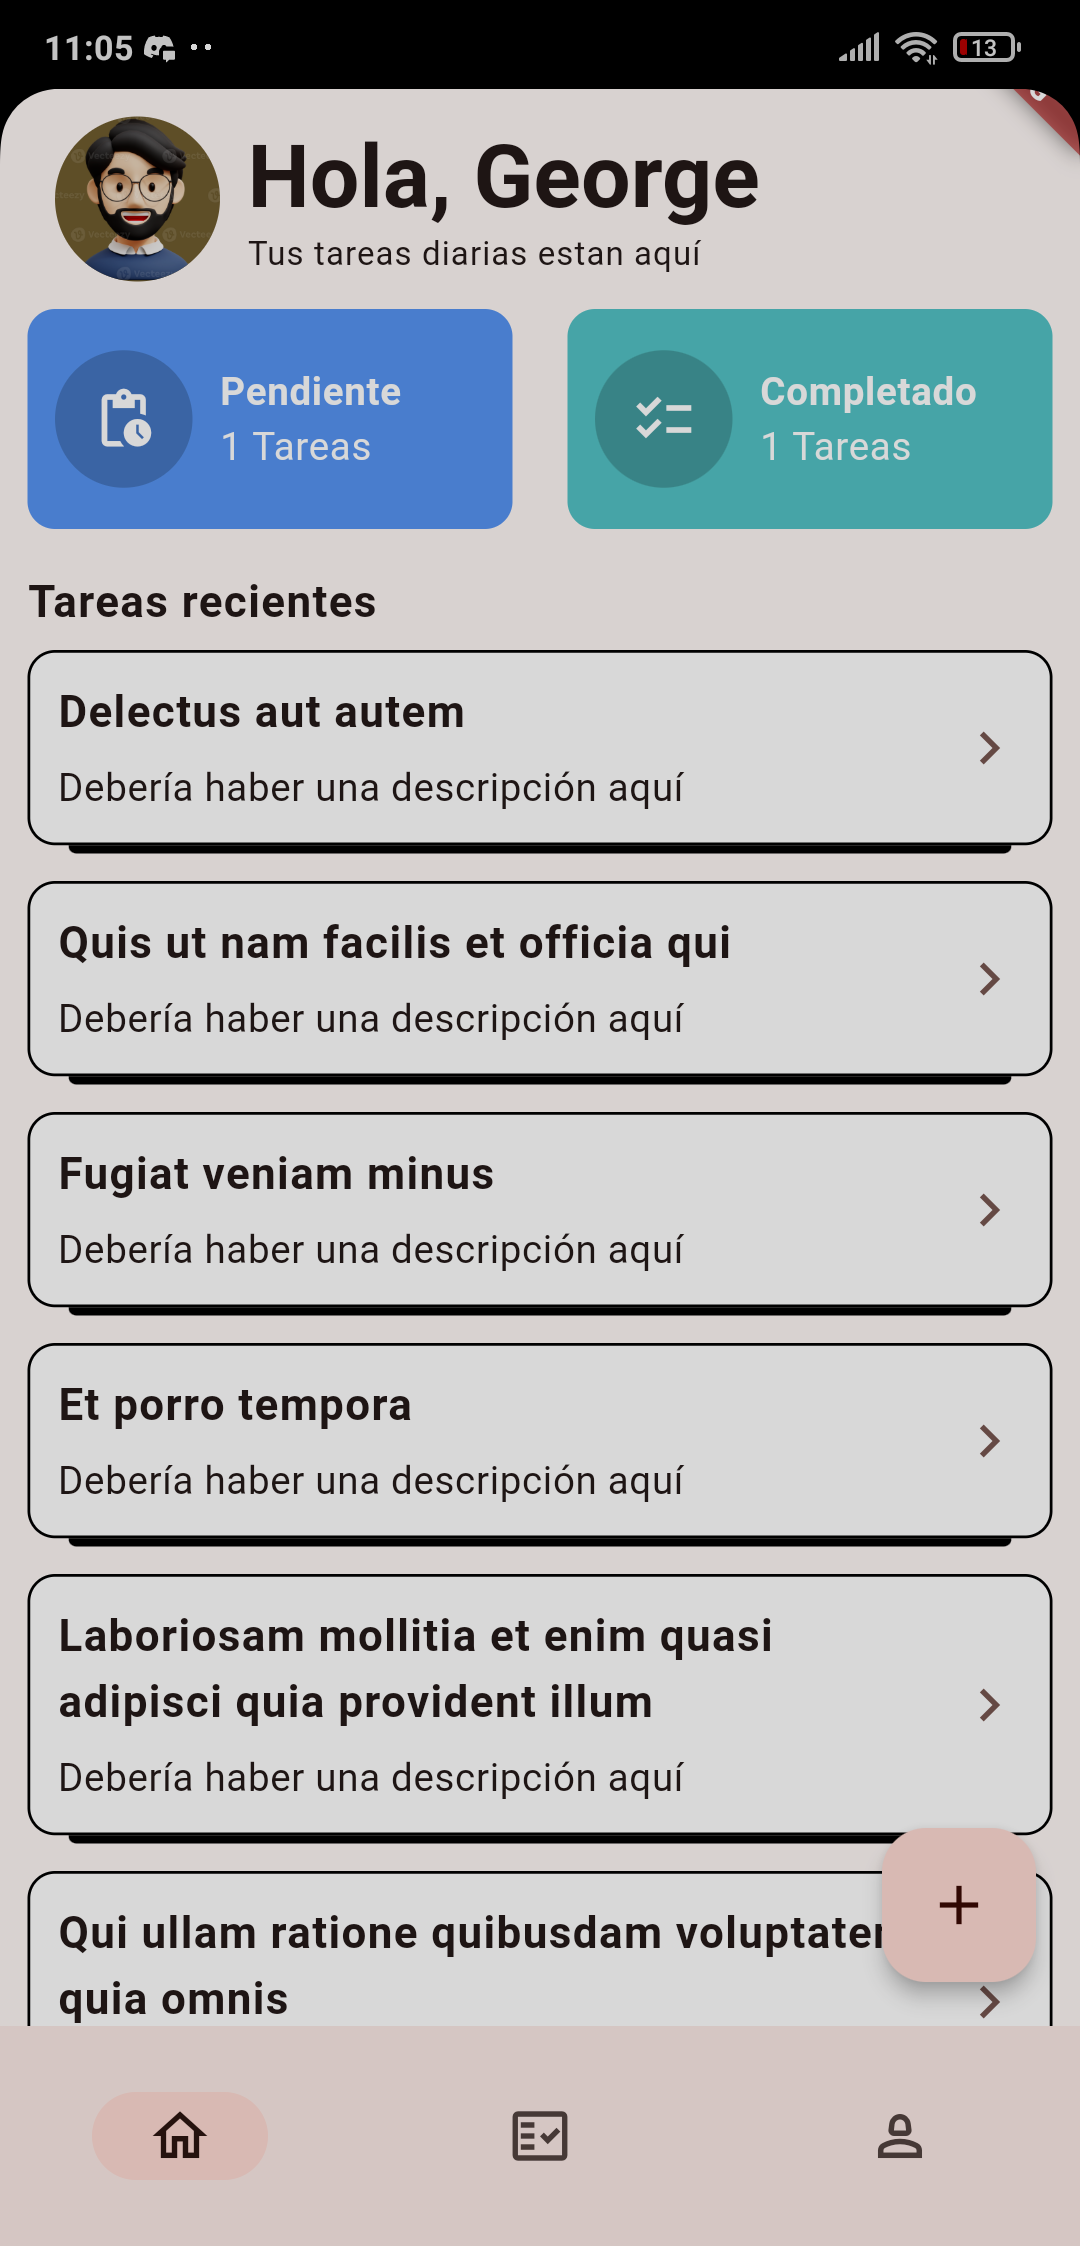 11:05
13
Hola, George
Tus tareas diarias estan aquí
Pendiente
1 Tareas
Completado
1 Tareas
Tareas recientes
Delectus aut autem
Debería haber una descripción aquí
Quis ut nam facilis et officia qui
Debería haber una descripción aquí
Fugiat veniam minus
Debería haber una descripción aquí
Et porro tempora
Debería haber una descripción aquí
Laboriosam mollitia et enim quasi
adipisci quia provident illum
Debería haber una descripción aquí
Qui ullam ratione quibusdam
quia omnis